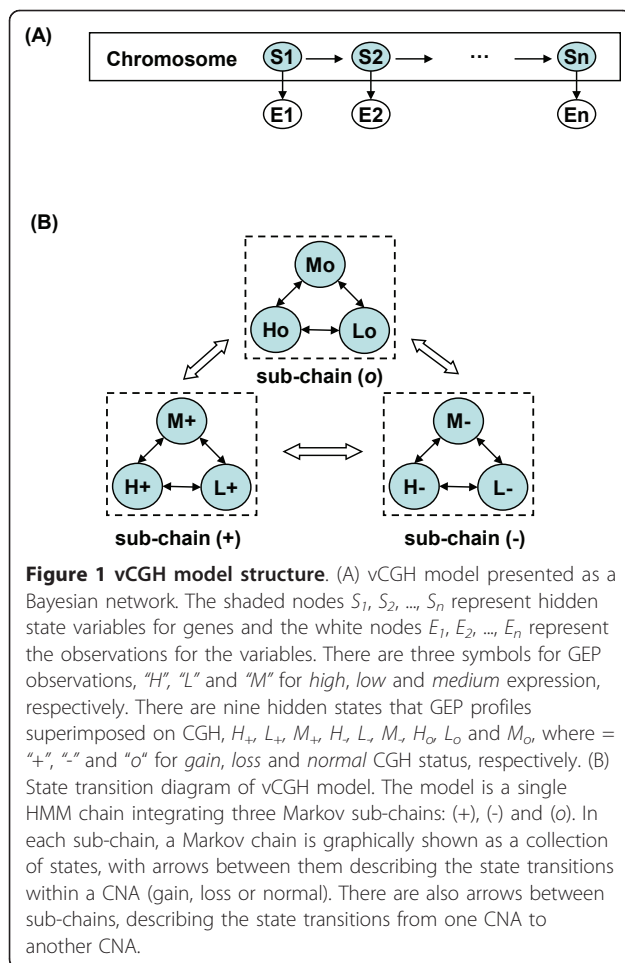 (A)
Chromosome S1 S2 ... Sn
E1 E2 En
(B)
Mo
Ho Lo
sub-chain (o)
M+ M-
H+ L+ H- L-
sub-chain (+) sub-chain (-)
Figure 1 vCGH model structure. (A) vCGH model presented as a
Bayesian network. The shaded nodes S1, S2, ..., Sn represent hidden
state variables for genes and the white nodes E1, E2, ..., En represent
the observations for the variables. There are three symbols for GEP
observations, "H", "L" and "M" for high, low and medium expression,
respectively. There are nine hidden states that GEP profiles
superimposed on CGH, H+, L+, M+, H-, L-, M-, Ho, Lo and Mo, where =
"+", "-" and "o" for gain, loss and normal CGH status, respectively. (B)
State transition diagram of vCGH model. The model is a single
HMM chain integrating three Markov sub-chains: (+), (-) and (o). In
each sub-chain, a Markov chain is graphically shown as a collection
of states, with arrows between them describing the state transitions
within a CNA (gain, loss or normal). There are also arrows between
sub-chains, describing the state transitions from one CNA to
another CNA.